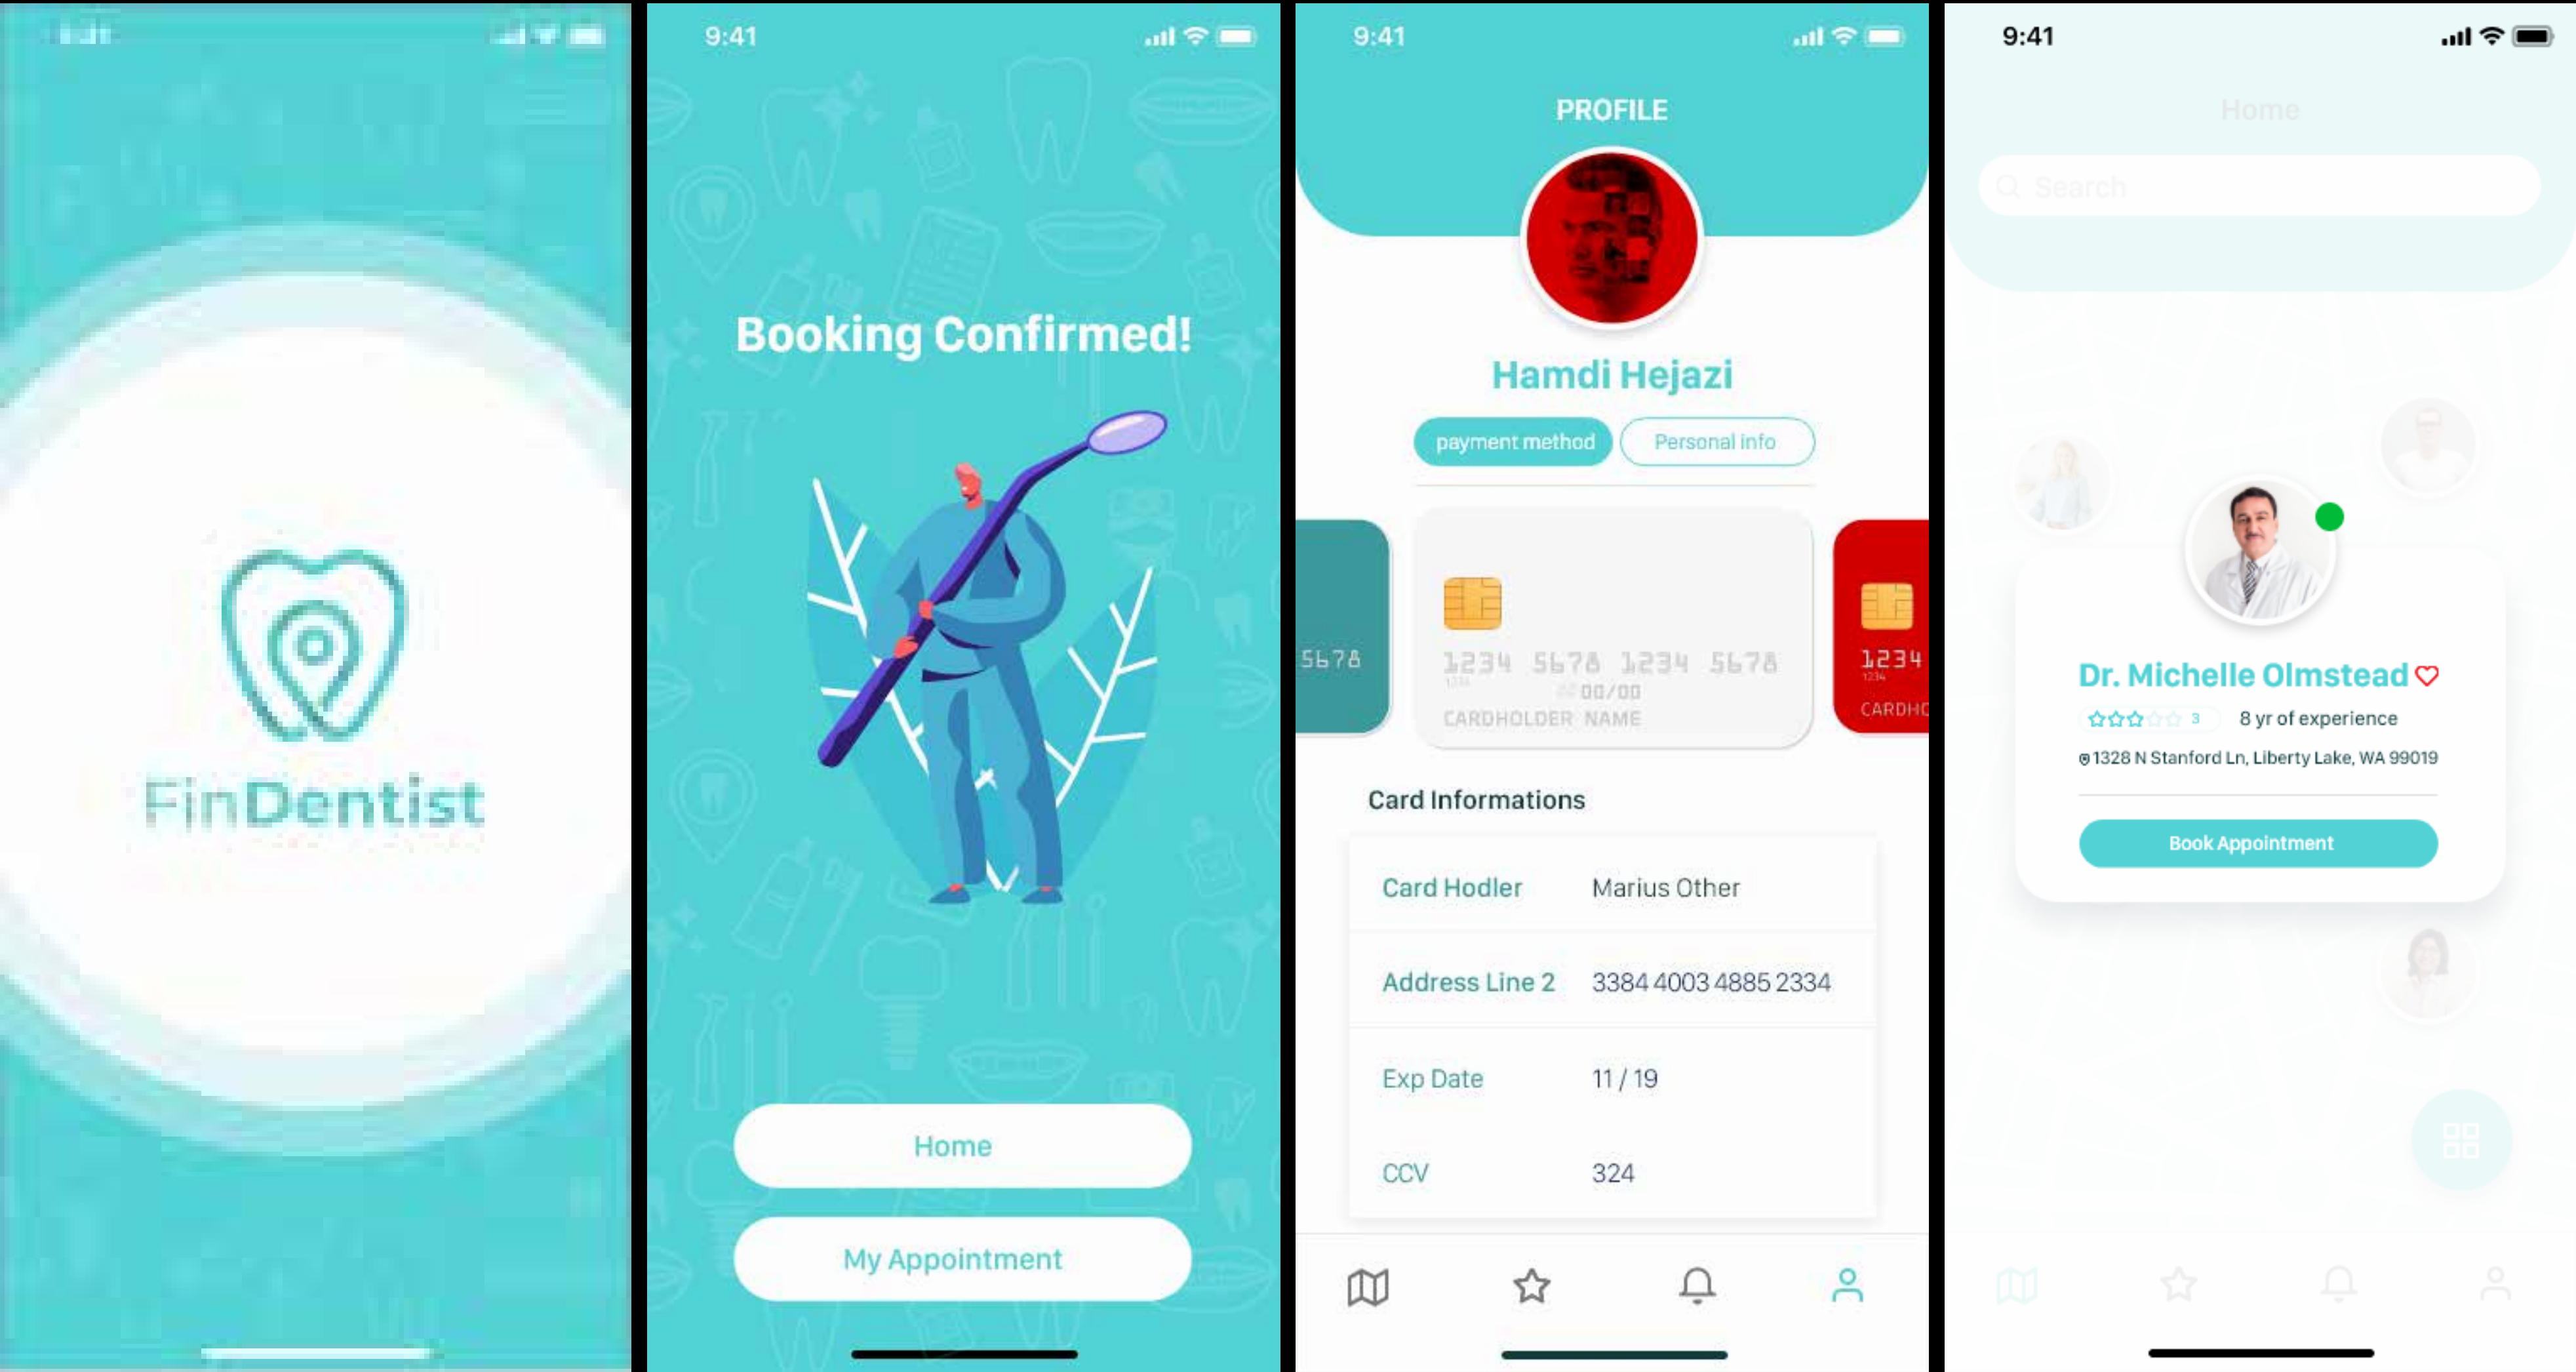 FinDentist
9:41
Booking Confirmed!
Home
My Appointment
9:41
PROFILE
Hamdi Hejazi
payment method
Personal info
5678
1234 5678 1234 5678
1234
00/00
CARDHOLDER NAME
1234
1234
CARDHO
Card Informations
Card Hodler Marius Other
Address Line 2 3384 4003 4885 2334
Exp Date 11 / 19
CCV 324
9:41
Home
Search
Dr. Michelle Olmstead
3 8 yr of experience
1328 N Stanford Ln, Liberty Lake, WA 99019
Book Appointment